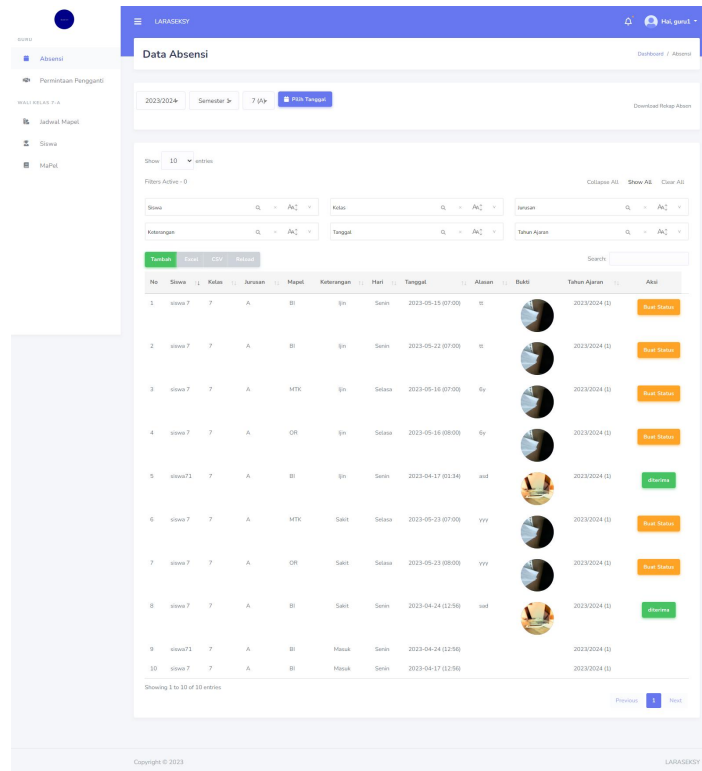 LARASEKSY
Hai, guru1
GURU
Absensi
Permintaan Pengganti
WALI KELAS 7-A
Jadwal Mapel
Siswa
MaPel
Data Absensi
Dashboard / Absensi
2023/2024 Semester 7 (A) Pilih Tanggal
Download Rekap Absen
Show 10 entries
Filters Active - 0
Collapse All Show All Clear All
Siswa Kelas Jurusan
Keterangan Tanggal Tahun Ajaran
Tambah Excel CSV Reload
Search:
No Siswa Kelas Jurusan Mapel Keterangan Hari Tanggal Alasan Bukti Tahun Ajaran Aksi
1 siswa 7 7 A BI Ijin Senin 2023-05-15 (07:00) tt 2023/2024 (1) Buat Status
2 siswa 7 7 A BI Ijin Senin 2023-05-22 (07:00) tt 2023/2024 (1) Buat Status
3 siswa 7 7 A MTK Ijin Selasa 2023-05-16 (07:00) 6y 2023/2024 (1) Buat Status
4 siswa 7 7 A OR Ijin Selasa 2023-05-16 (08:00) 6y 2023/2024 (1) Buat Status
5 siswa71 7 A BI Ijin Senin 2023-04-17 (01:34) asd 2023/2024 (1) diterima
6 siswa 7 7 A MTK Sakit Selasa 2023-05-23 (07:00) yyy 2023/2024 (1) Buat Status
7 siswa 7 7 A OR Sakit Selasa 2023-05-23 (08:00) yyy 2023/2024 (1) Buat Status
8 siswa 7 7 A BI Sakit Senin 2023-04-24 (12:56) sad 2023/2024 (1) diterima
9 siswa71 7 A BI Masuk Senin 2023-04-24 (12:56) 2023/2024 (1)
10 siswa 7 7 A BI Masuk Senin 2023-04-17 (12:56) 2023/2024 (1)
Showing 1 to 10 of 10 entries
Previous 1 Next
Copyright © 2023
LARASEKSY